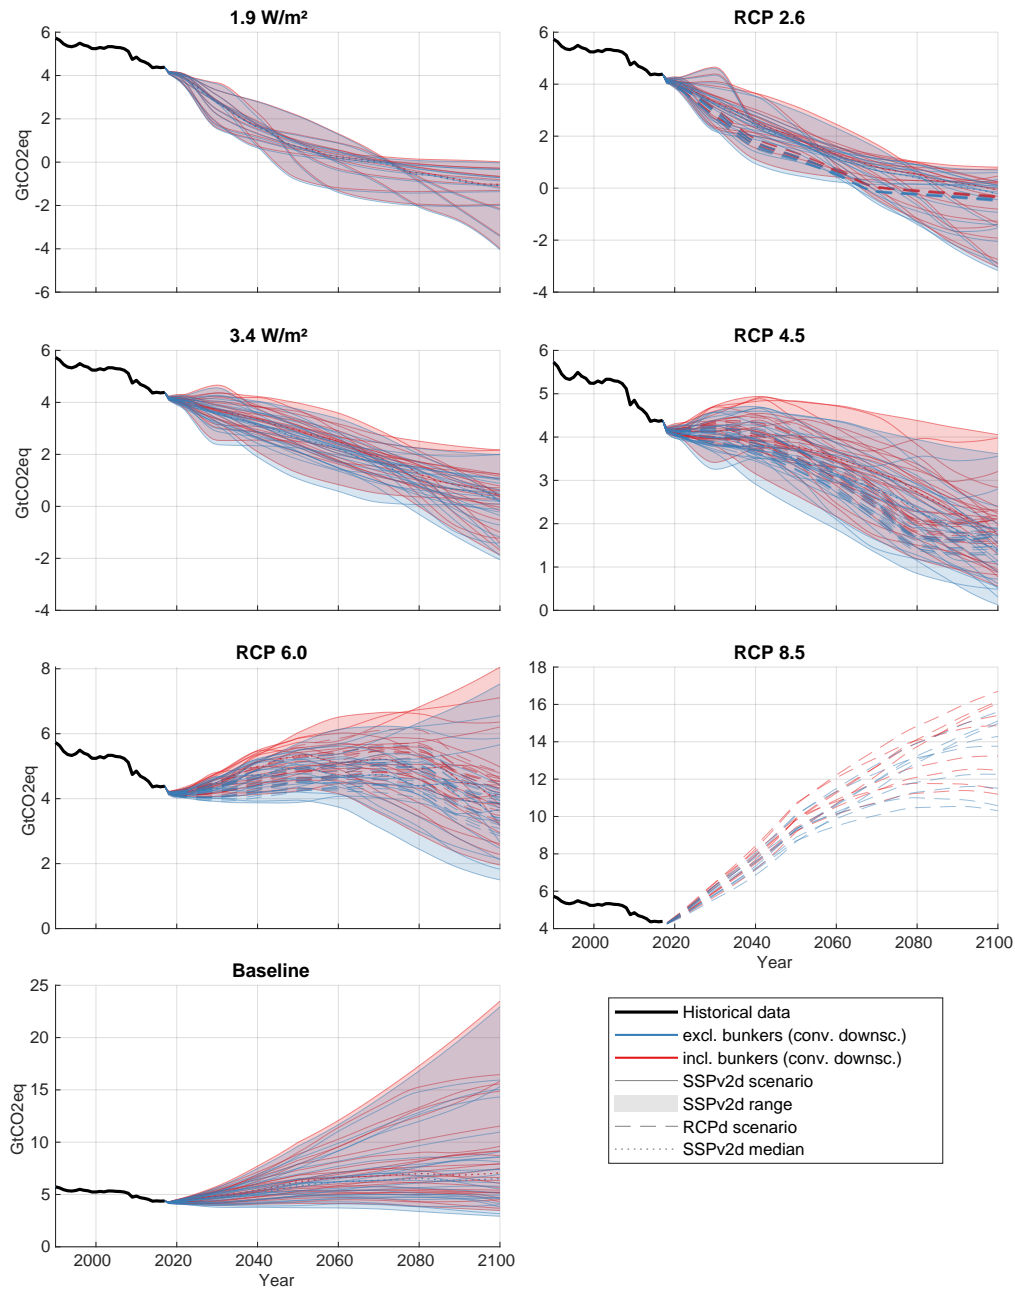 1.9 W/m²
6
4
2
0
-2
-4
-6
GtCO2eq
RCP 2.6
6
4
2
0
-2
-4
3.4 W/m²
6
4
2
0
-2
-4
GtCO2eq
RCP 4.5
6
5
4
3
2
1
0
RCP 6.0
8
6
4
2
0
GtCO2eq
RCP 8.5
18
16
14
12
10
8
6
4
2000 2020 2040 2060 2080 2100
Year
Baseline
25
20
15
10
5
0
GtCO2eq
2000 2020 2040 2060 2080 2100
Year
Historical data
excl. bunkers (conv. downsc.)
incl. bunkers (conv. downsc.)
SSPv2d scenario
SSPv2d range
RCPd scenario
SSPv2d median